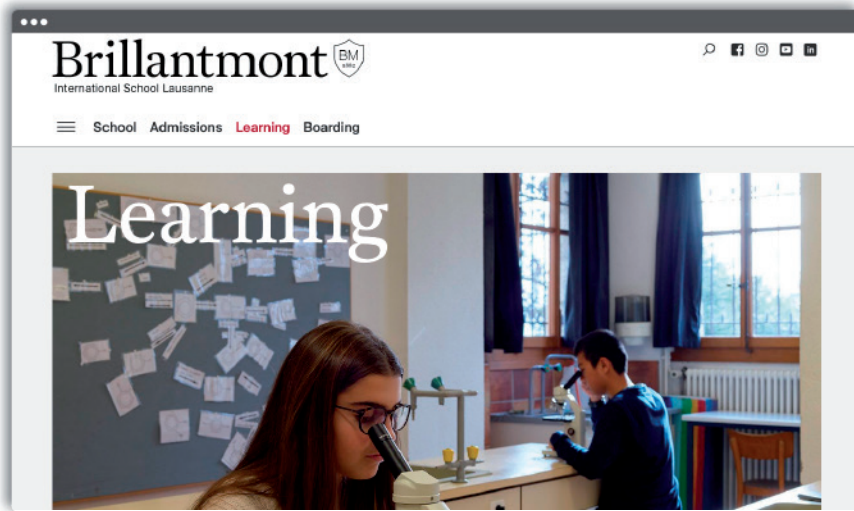 Brillantmont
BM
International School Lausanne
School Admissions Learning Boarding
Learning